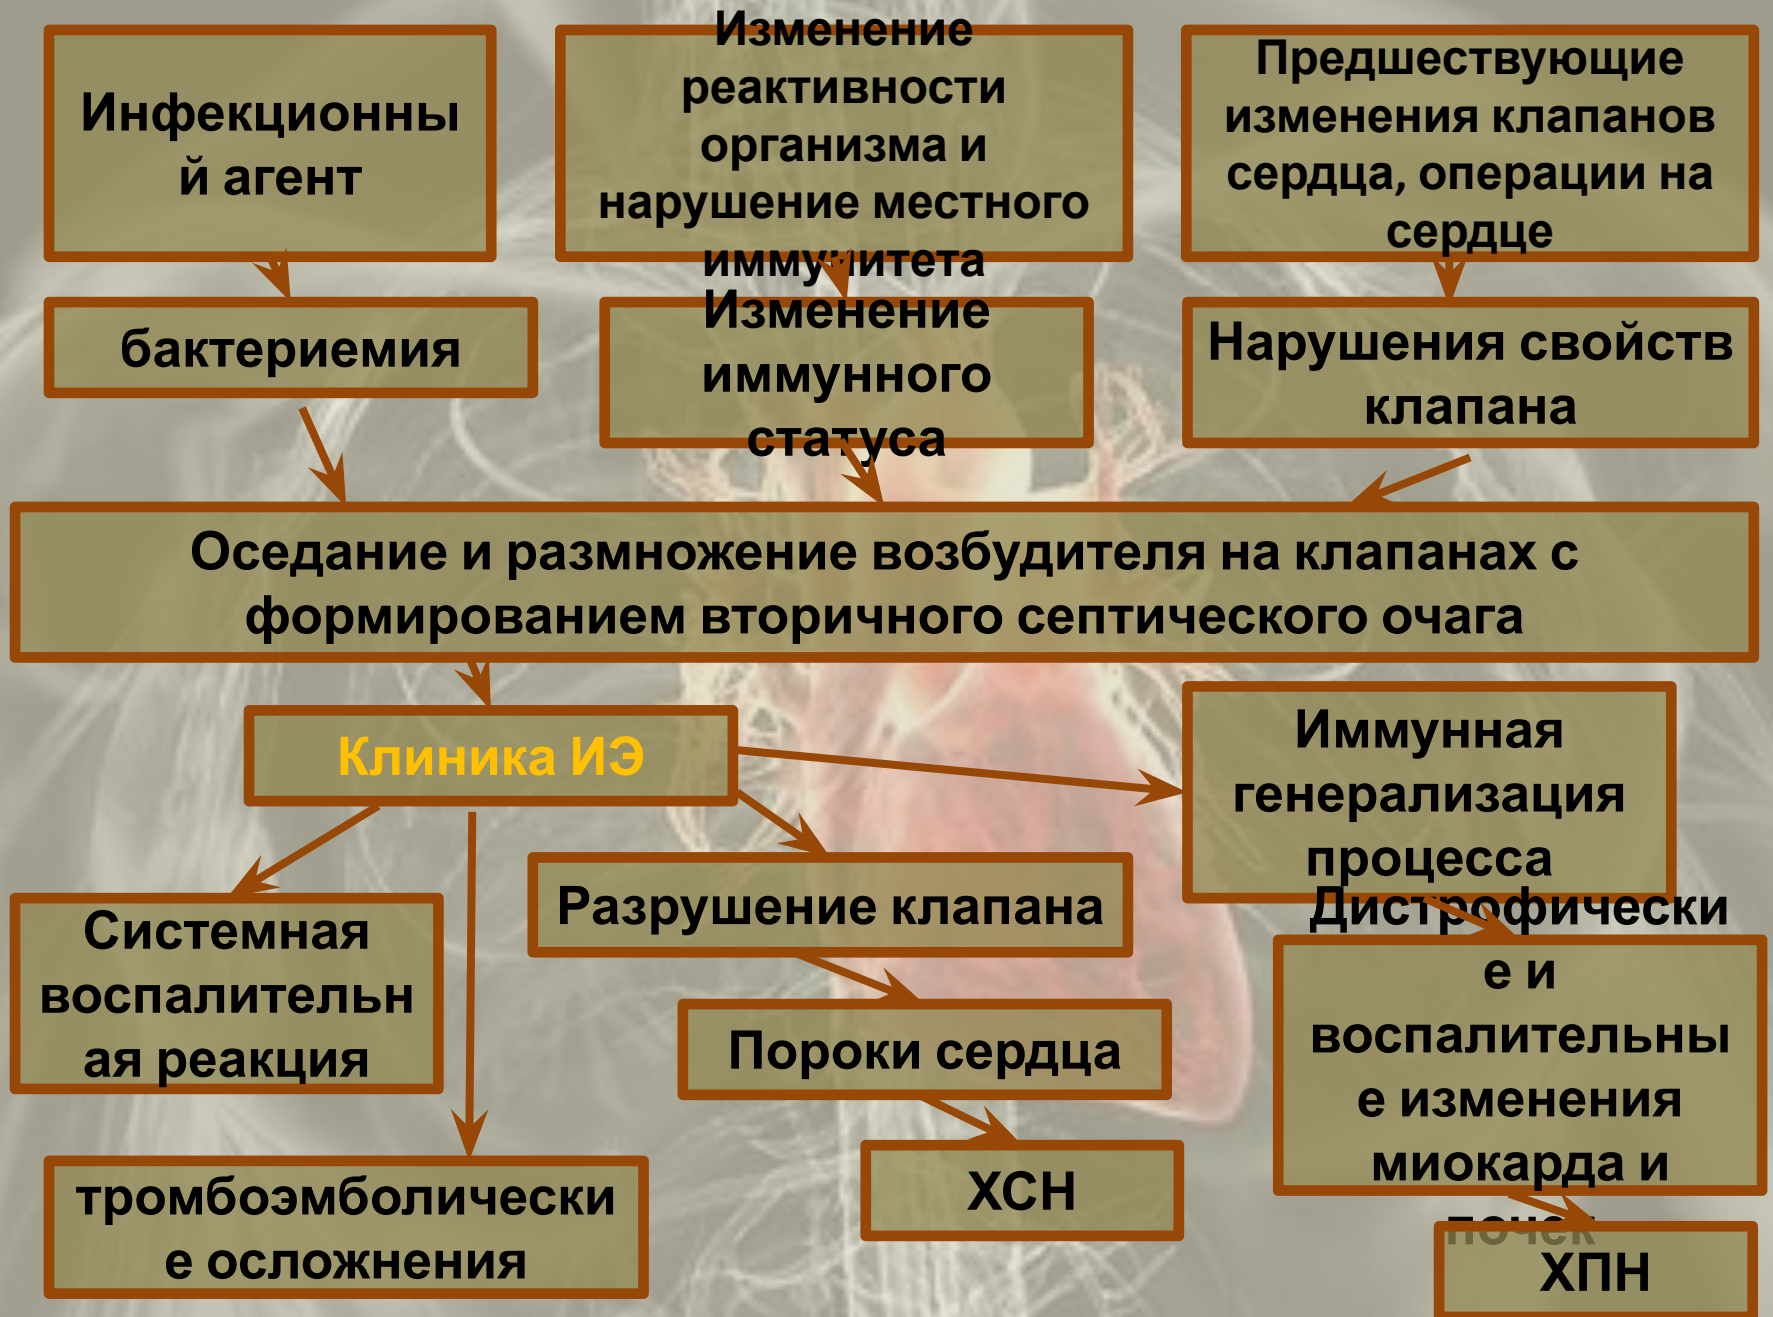 Инфекционны
й агент
Изменение
реактивности
организма и
нарушение местного
иммунитета
Предшествующие
изменения клапанов
сердца, операции на
сердце
бактериемия
Изменение
иммунного
статуса
Нарушения свойств
клапана
Оседание и размножение возбудителя на клапанах с
формированием вторичного септического очага
Клиника ИЭ
Иммунная
генерализация
процесса
Разрушение клапана
Системная
воспалительн
ая реакция
Дистрофически
е и
воспалительны
е изменения
миокарда и
почек
Пороки сердца
ХСН
тромбоэмболически
е осложнения
ХПН